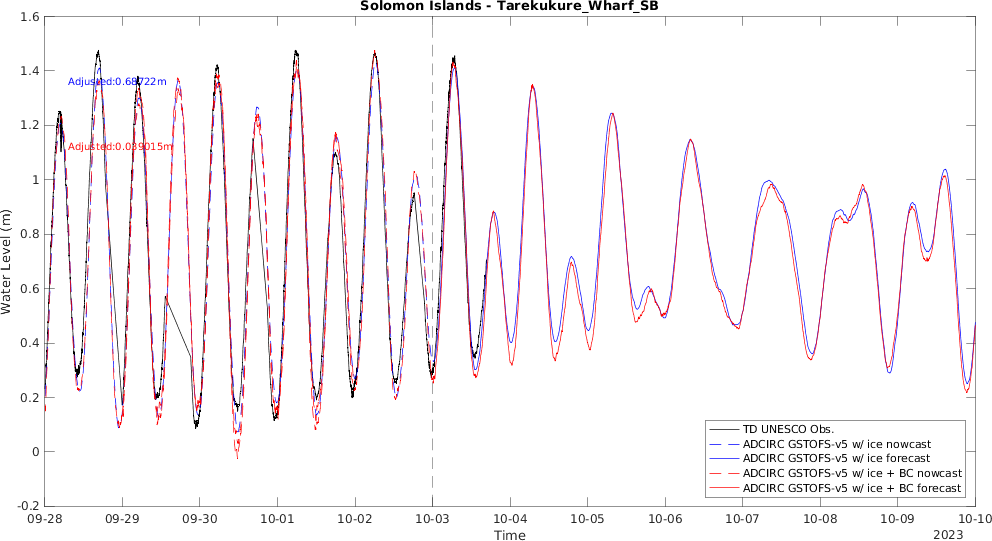 Solomon Islands - Tarekukure_Wharf_SB
1.6
1.4
1.2
1
0.8
0.6
0.4
0.2
0
-0.2
Water Level (m)
Adjusted:0.68722m
Adjusted:0.039015m
TD UNESCO Obs.
ADCIRC GSTOFS-v5 w/ ice nowcast
ADCIRC GSTOFS-v5 w/ ice forecast
ADCIRC GSTOFS-v5 w/ ice + BC nowcast
ADCIRC GSTOFS-v5 w/ ice + BC forecast
09-28 09-29 09-30 10-01 10-02 10-03 10-04 10-05 10-06 10-07 10-08 10-09 10-10
Time
2023